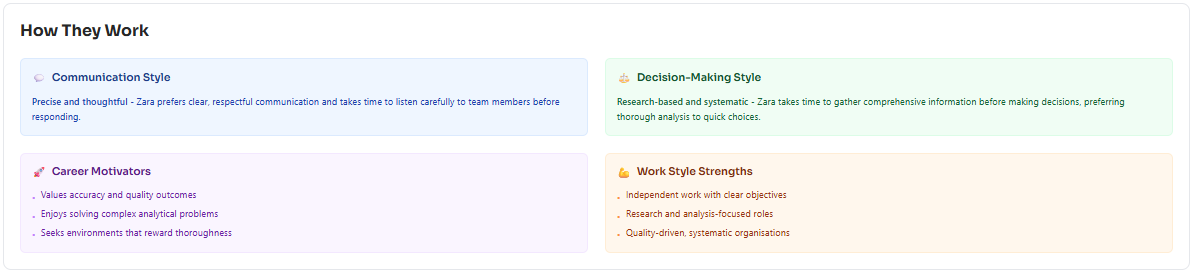 How They Work
Communication Style
Precise and thoughtful - Zara prefers clear, respectful communication and takes time to listen carefully to team members before
responding.
Decision-Making Style
Research-based and systematic - Zara takes time to gather comprehensive information before making decisions, preferring
thorough analysis to quick choices.
Career Motivators
Values accuracy and quality outcomes
Enjoys solving complex analytical problems
Seeks environments that reward thoroughness
Work Style Strengths
Independent work with clear objectives
Research and analysis-focused roles
Quality-driven, systematic organisations